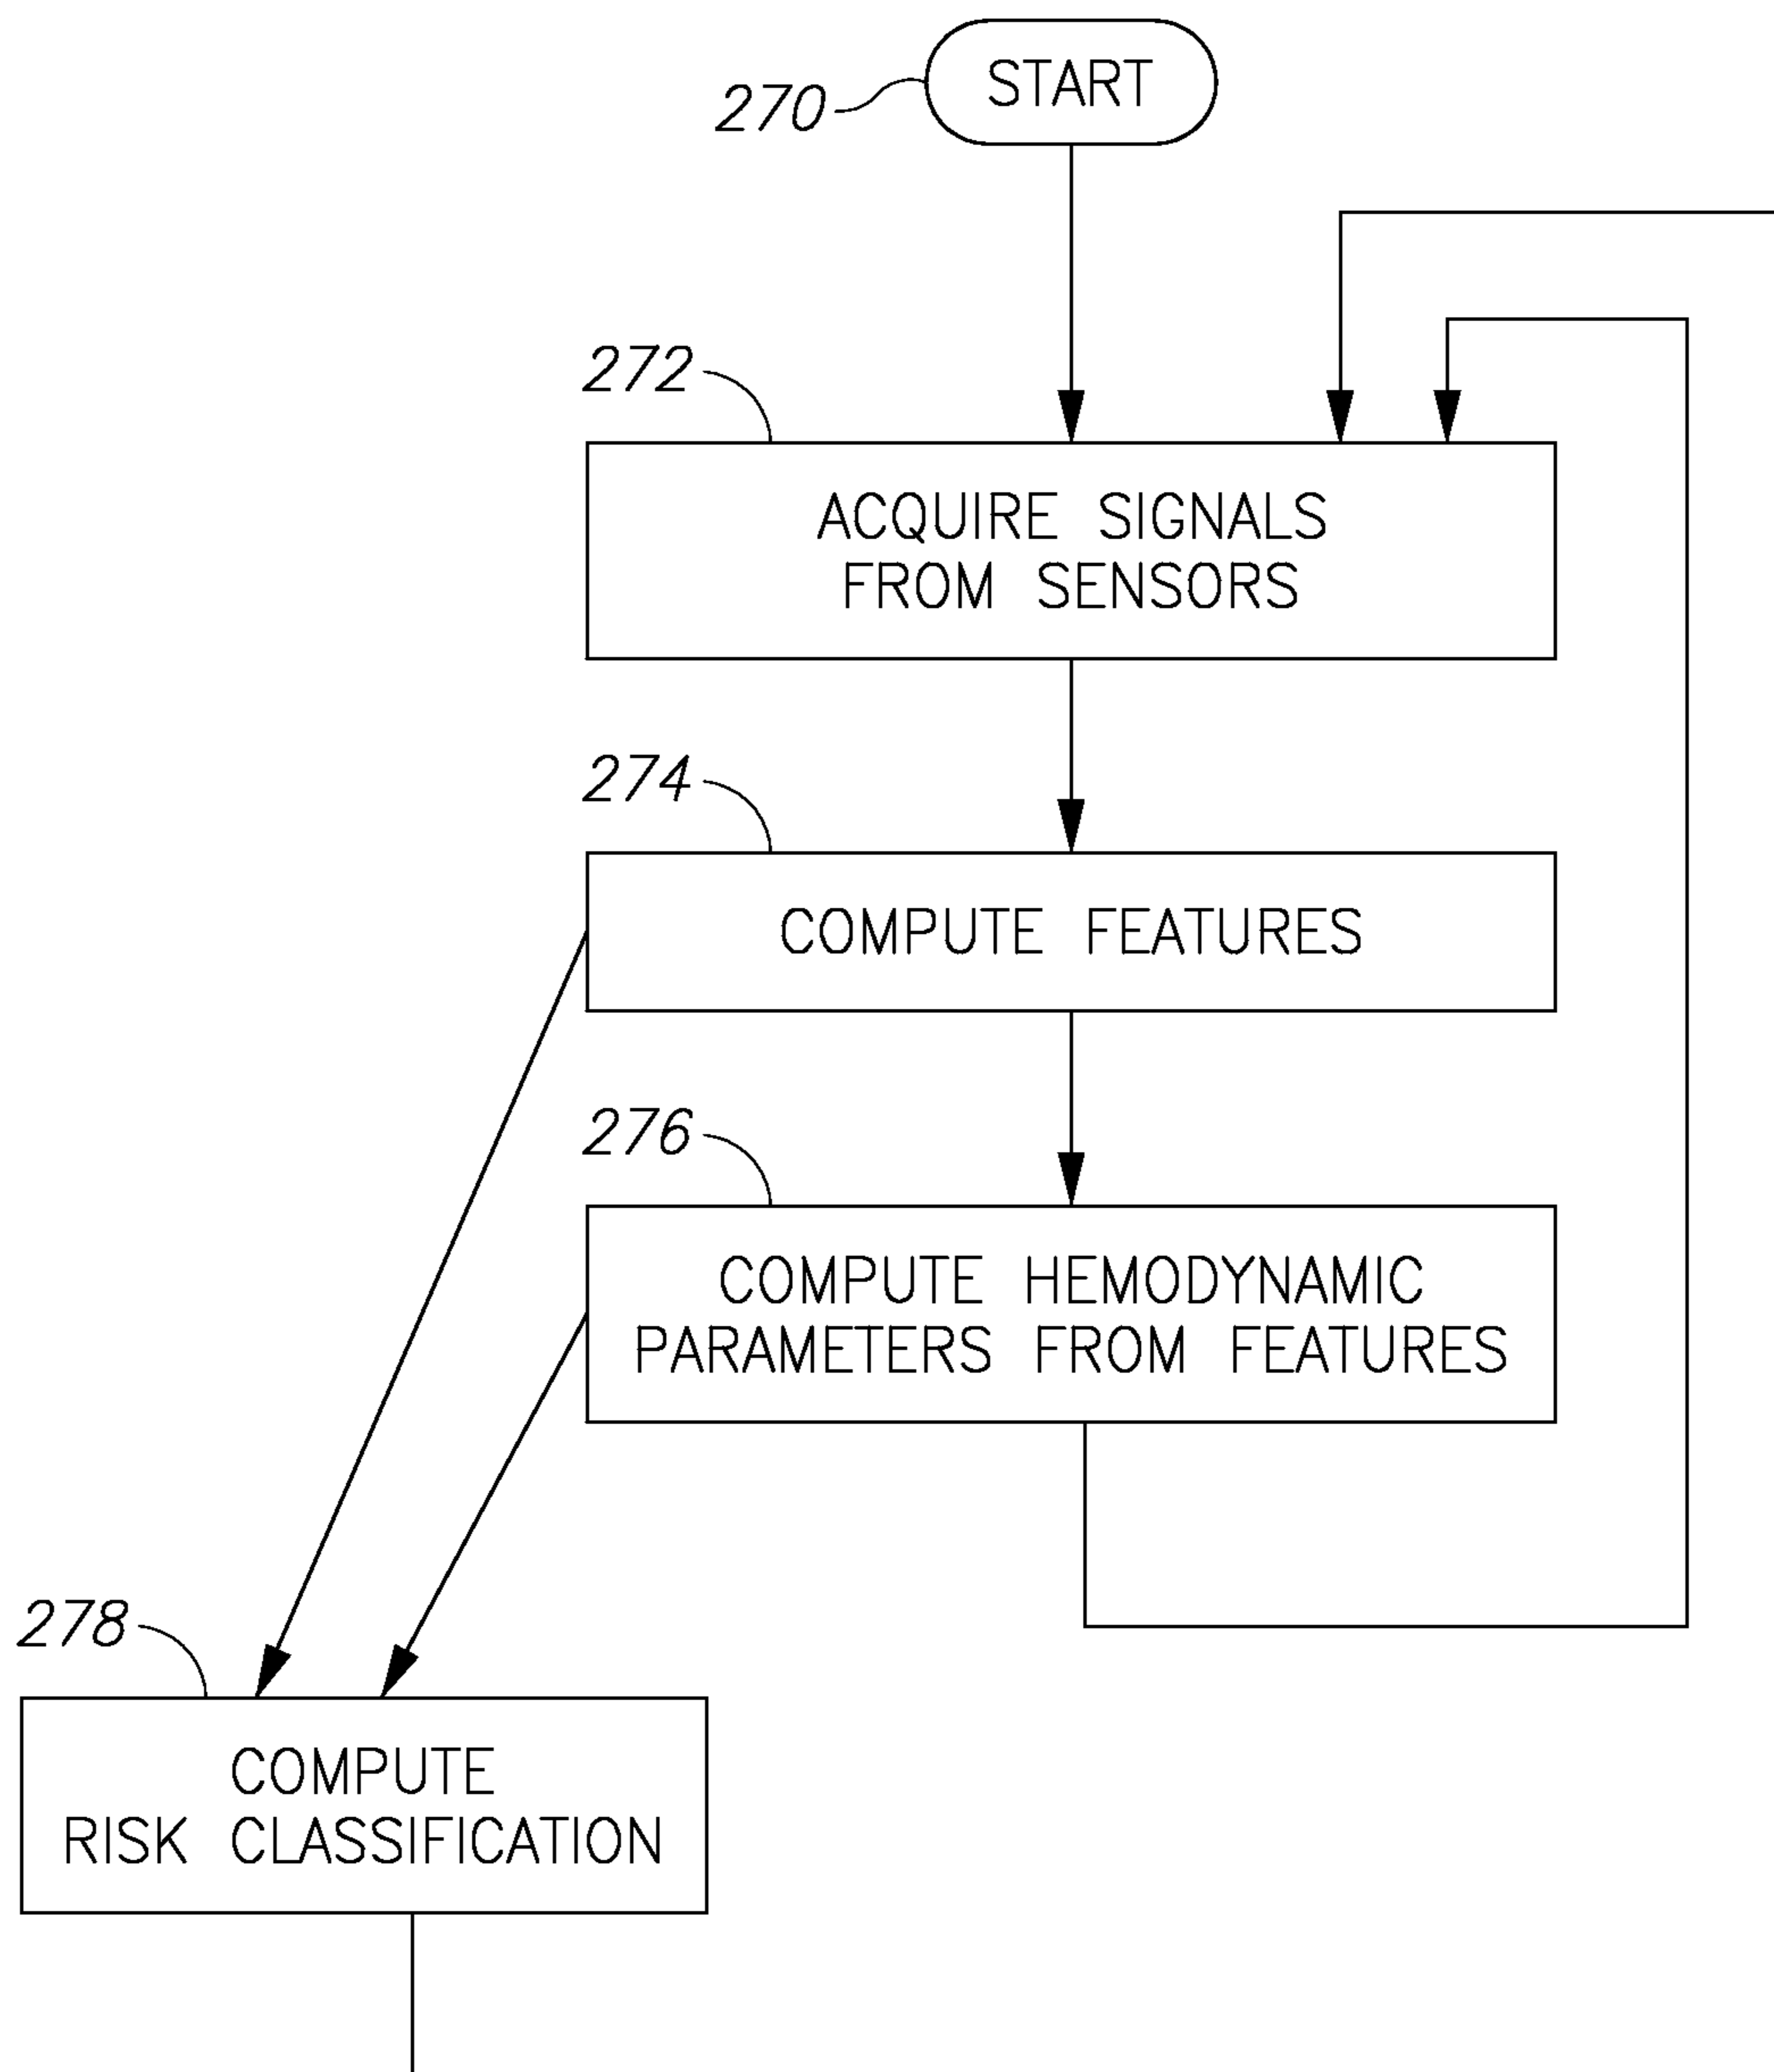 START
270
272
ACQUIRE SIGNALS
FROM SENSORS
274
COMPUTE FEATURES
276
COMPUTE HEMODYNAMIC
PARAMETERS FROM FEATURES
278
COMPUTE
RISK CLASSIFICATION